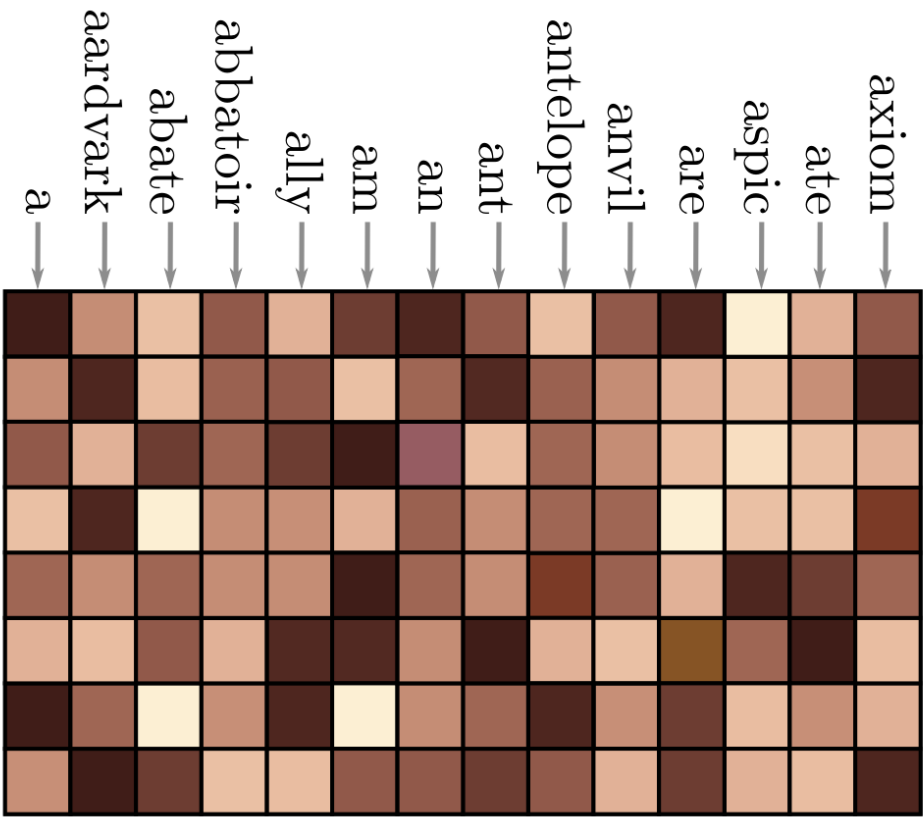 a
aardvark
abate
abbatoir
ally
am
an
ant
antelope
anvil
are
aspic
ate
axiom